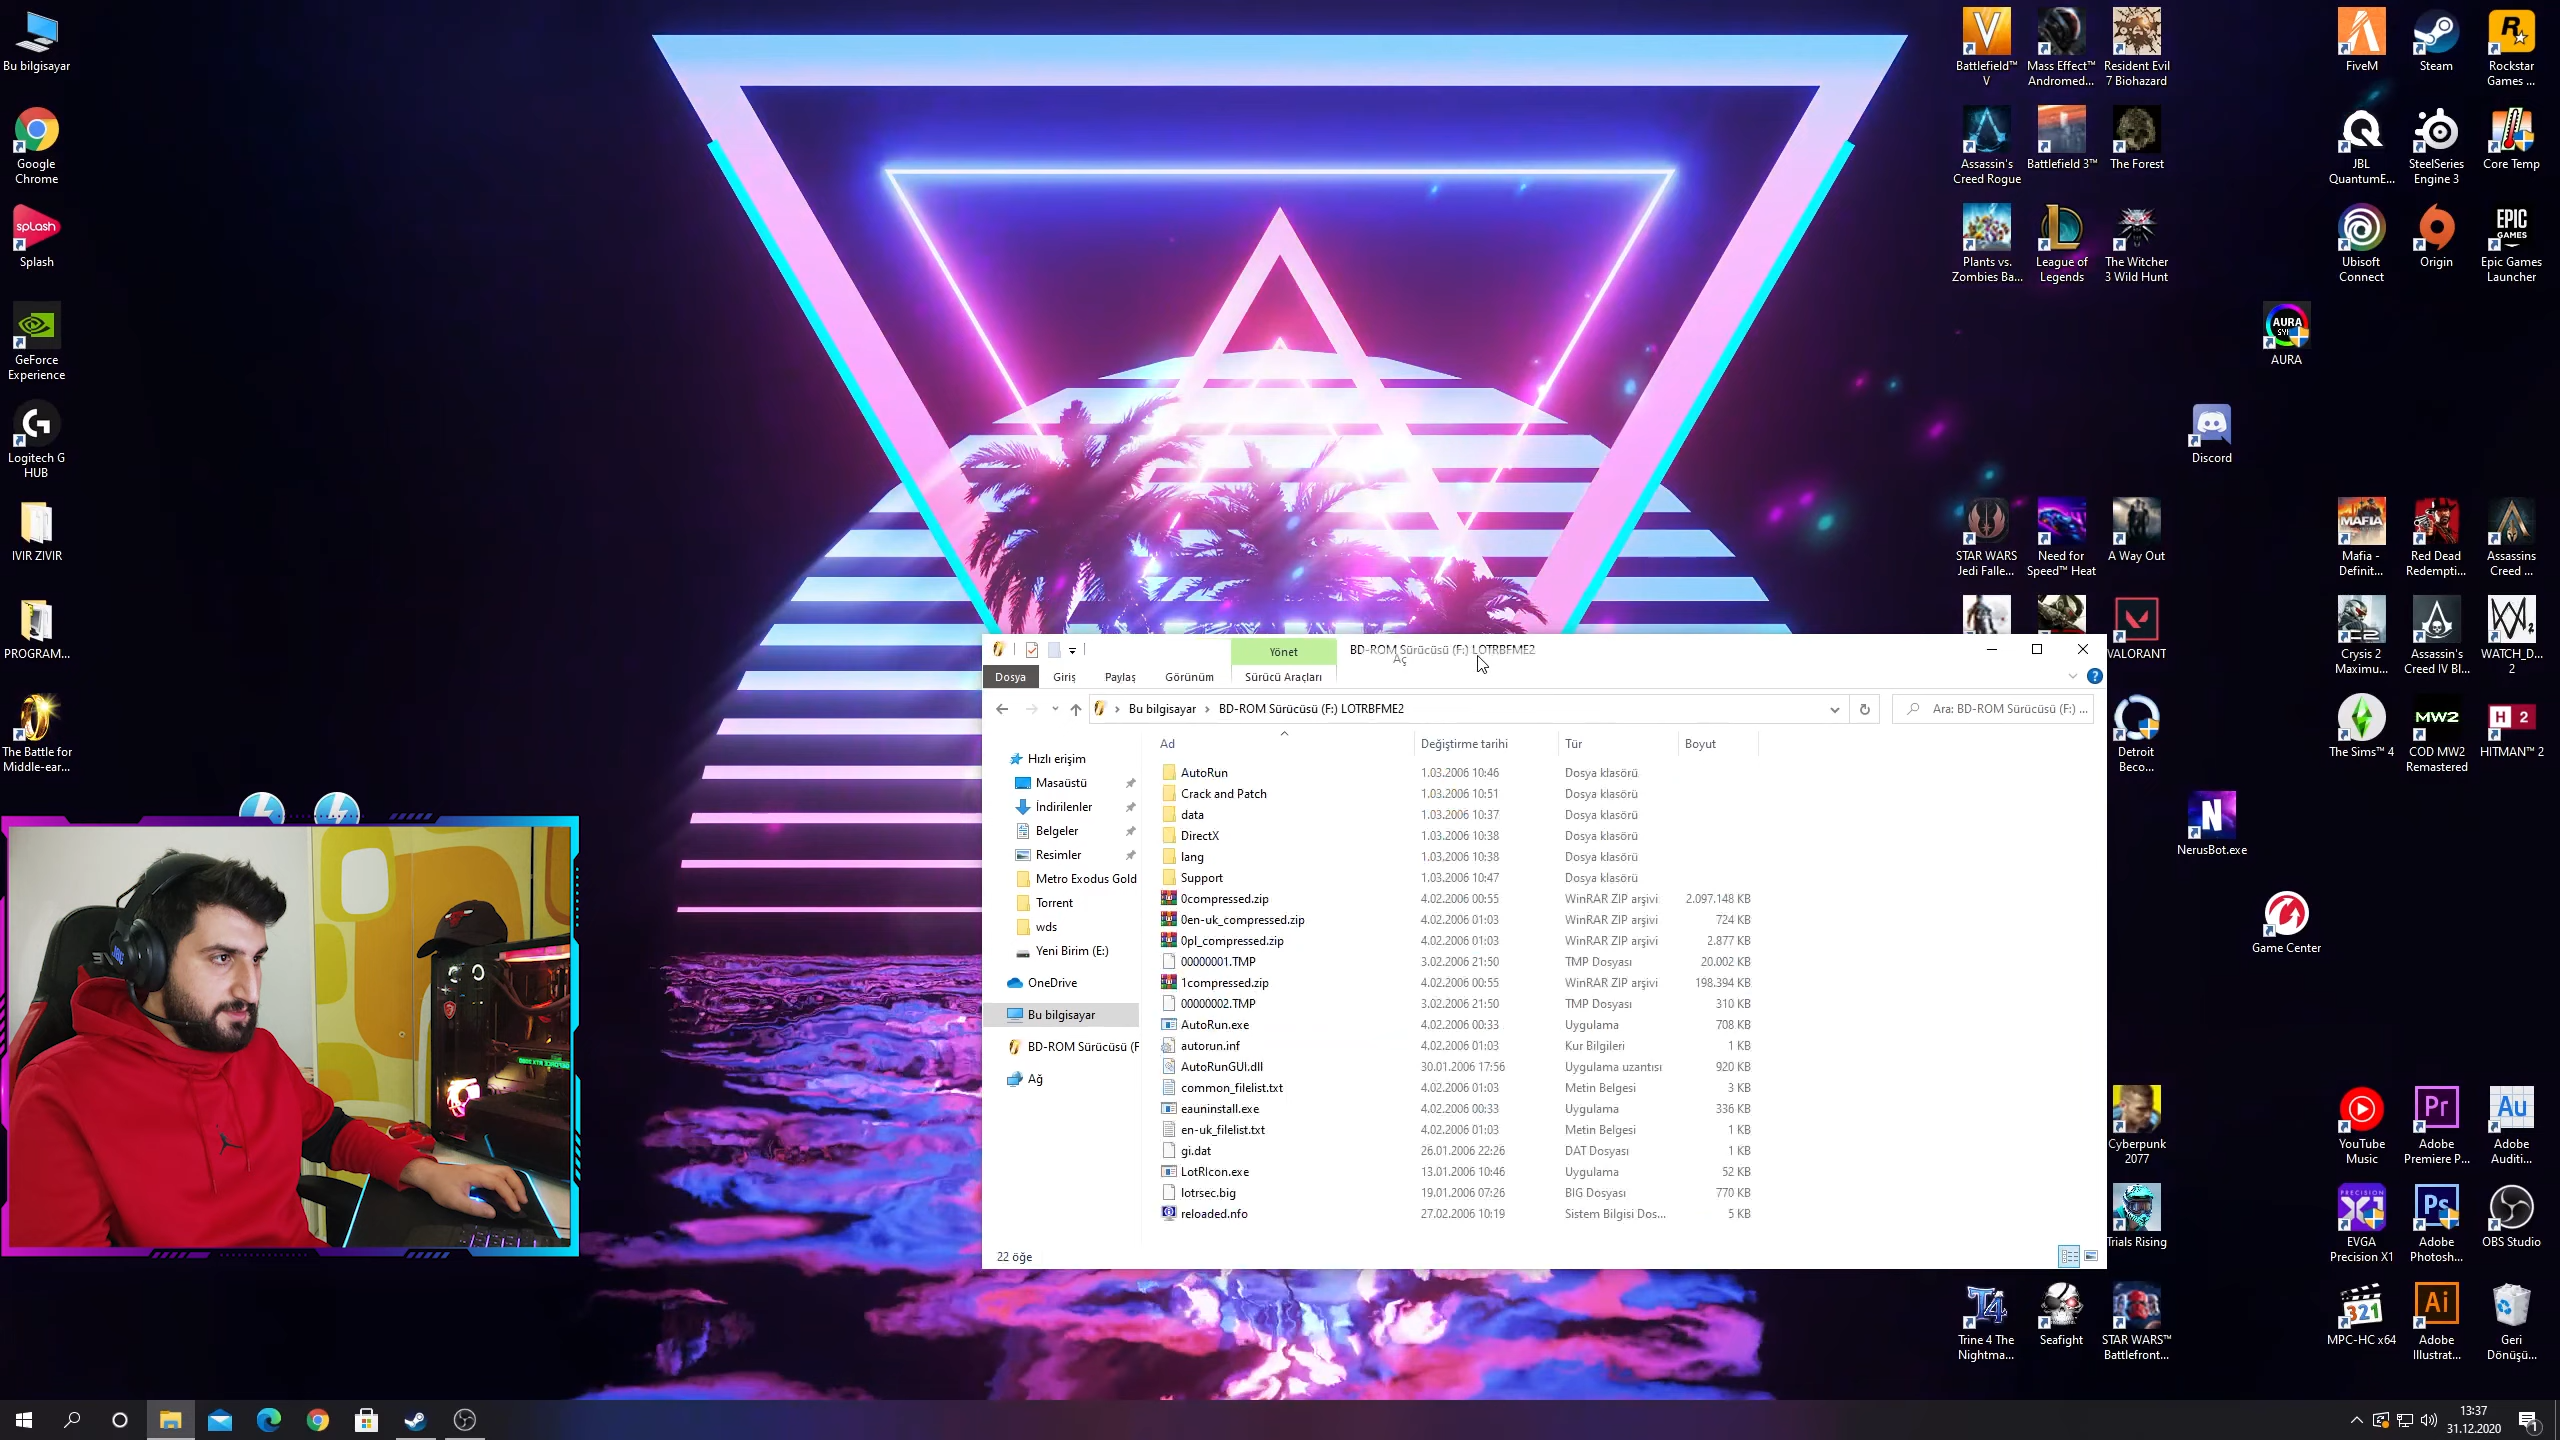 Bu bilgisayar
Google
Chrome
splash
Splash
GeForce
Experience
Logitech G
HUB
IVIR ZIVIR
PROGRAM...
The Battle for
Middle-ear...
Battlefield™
V
Mass Effect™
Andromed...
Resident Evil
7 Biohazard
Assassin's
Creed Rogue
Battlefield 3™
The Forest
Plants vs.
Zombies Ba...
League of
Legends
The Witcher
3 Wild Hunt
FiveM
Steam
Rockstar
Games ...
JBL
QuantumE...
SteelSeries
Engine 3
Core Temp
Ubisoft
Connect
Origin
EPIC
GAMES
Epic Games
Launcher
AURA
AURA
Discord
STAR WARS
Jedi Falle...
Need for
Speed™ Heat
A Way Out
MAFIA
Mafia -
Definit...
Red Dead
Redempti...
Assassins
Creed ...
VALORANT
Crysis 2
Maximu...
Assassin's
Creed IV Bl...
WATCH_D...
2
Detroit
Beco...
The Sims™ 4
MW2
COD MW2
Remastered
H 2
HITMAN™ 2
NerusBot.exe
Game Center
Cyberpunk
2077
YouTube
Music
Pr
Adobe
Premiere P...
Au
Adobe
Auditi...
Trials Rising
PRECISION
X1
EVGA
Precision X1
Ps
Adobe
Photosh...
OBS Studio
T4
Trine 4 The
Nightma...
Seafight
STAR WARS™
Battlefront...
321
MPC-HC x64
Ai
Adobe
Illustrat...
Geri
Dönüşü...
Yönet
BD-ROM Sürücüsü (F:) LOTRBFME2
Aç
Dosya
Giriş
Paylaş
Görünüm
Sürücü Araçları
Bu bilgisayar
BD-ROM Sürücüsü (F:) LOTRBFME2
Ara: BD-ROM Sürücüsü (F:) ...
Hızlı erişim
Masaüstü
İndirilenler
Belgeler
Resimler
Metro Exodus Gold
Torrent
wds
Yeni Birim (E:)
OneDrive
Bu bilgisayar
BD-ROM Sürücüsü (F
Ağ
Ad Değiştirme tarihi Tür Boyut
AutoRun 1.03.2006 10:46 Dosya klasörü
Crack and Patch 1.03.2006 10:51 Dosya klasörü
data 1.03.2006 10:37 Dosya klasörü
DirectX 1.03.2006 10:38 Dosya klasörü
lang 1.03.2006 10:38 Dosya klasörü
Support 1.03.2006 10:47 Dosya klasörü
0compressed.zip 4.02.2006 00:55 WinRAR ZIP arşivi 2.097.148 KB
0en-uk_compressed.zip 4.02.2006 01:03 WinRAR ZIP arşivi 724 KB
0pl_compressed.zip 4.02.2006 01:03 WinRAR ZIP arşivi 2.877 KB
00000001.TMP 3.02.2006 21:50 TMP Dosyası 20.002 KB
1compressed.zip 4.02.2006 00:55 WinRAR ZIP arşivi 198.394 KB
00000002.TMP 3.02.2006 21:50 TMP Dosyası 310 KB
AutoRun.exe 4.02.2006 00:33 Uygulama 708 KB
autorun.inf 4.02.2006 01:03 Kur Bilgileri 1 KB
AutoRunGUI.dll 30.01.2006 17:56 Uygulama uzantısı 920 KB
common_filelist.txt 4.02.2006 01:03 Metin Belgesi 3 KB
eauninstall.exe 4.02.2006 00:33 Uygulama 336 KB
en-uk_filelist.txt 4.02.2006 01:03 Metin Belgesi 1 KB
gi.dat 26.01.2006 22:26 DAT Dosyası 1 KB
LotRIcon.exe 13.01.2006 10:46 Uygulama 52 KB
lotrsec.big 19.01.2006 07:26 BIG Dosyası 770 KB
reloaded.nfo 27.02.2006 10:19 Sistem Bilgisi Dos... 5 KB
22 öğe
13:37
31.12.2020
1